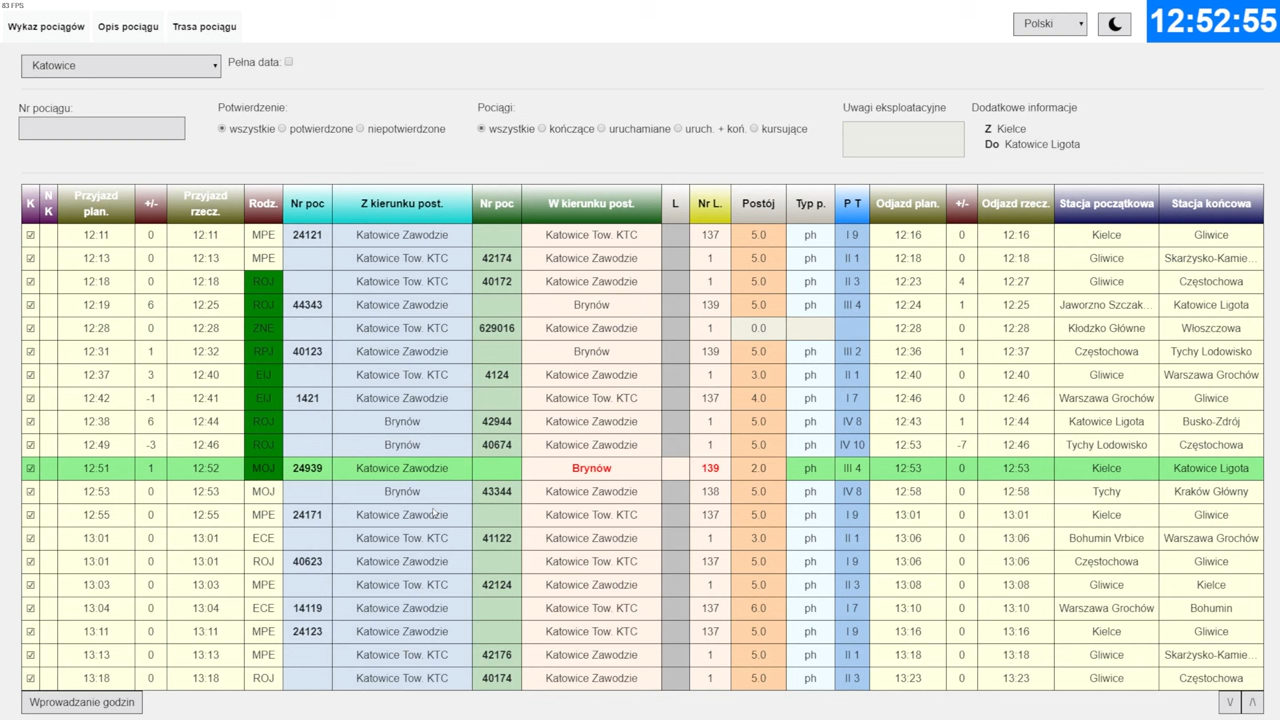 83 FPS
Wykaz pociągów Opis pociągu Trasa pociągu Polski 12:52:55
Katowice Pełna data:
Nr pociągu: Potwierdzenie: Pociągi: Uwagi eksploatacyjne Dodatkowe informacje
wszystkie potwierdzone niepotwierdzone wszystkie kończące uruchamiane uruch. + koń. kursujące Z Kielce
Do Katowice Ligota
K N K Przyjazd plan. +/- Przyjazd rzecz. Rodz. Nr poc Z kierunku post. Nr poc W kierunku post. L Nr L. Postój Typ p. P T Odjazd plan. +/- Odjazd rzecz. Stacja początkowa Stacja końcowa
12:11 0 12:11 MPE 24121 Katowice Zawodzie Katowice Tow. KTC 137 5.0 ph I 9 12:16 0 12:16 Kielce Gliwice
12:13 0 12:13 MPE Katowice Tow. KTC 42174 Katowice Zawodzie 1 5.0 ph II 1 12:18 0 12:18 Gliwice Skarżysko-Kamie...
12:18 0 12:18 ROJ Katowice Tow. KTC 40172 Katowice Zawodzie 1 5.0 ph II 3 12:23 4 12:27 Gliwice Częstochowa
12:19 6 12:25 ROJ 44343 Katowice Zawodzie Brynów 139 5.0 ph III 4 12:24 1 12:25 Jaworzno Szczak... Katowice Ligota
12:28 0 12:28 ZNE Katowice Tow. KTC 629016 Katowice Zawodzie 1 0.0 12:28 0 12:28 Kłodzko Główne Włoszczowa
12:31 1 12:32 RPJ 40123 Katowice Zawodzie Brynów 139 5.0 ph III 2 12:36 1 12:37 Częstochowa Tychy Lodowisko
12:37 3 12:40 EIJ Katowice Tow. KTC 4124 Katowice Zawodzie 1 3.0 ph II 1 12:40 0 12:40 Gliwice Warszawa Grochów
12:42 -1 12:41 EIJ 1421 Katowice Zawodzie Katowice Tow. KTC 137 4.0 ph I 7 12:46 0 12:46 Warszawa Grochów Gliwice
12:38 6 12:44 ROJ Brynów 42944 Katowice Zawodzie 1 5.0 ph IV 8 12:43 1 12:44 Katowice Ligota Busko-Zdrój
12:49 -3 12:46 ROJ Brynów 40674 Katowice Zawodzie 1 5.0 ph IV 10 12:53 -7 12:46 Tychy Lodowisko Częstochowa
12:51 1 12:52 MOJ 24939 Katowice Zawodzie Brynów 139 2.0 ph III 4 12:53 0 12:53 Kielce Katowice Ligota
12:53 0 12:53 MOJ Brynów 43344 Katowice Zawodzie 138 5.0 ph IV 8 12:58 0 12:58 Tychy Kraków Główny
12:55 0 12:55 MPE 24171 Katowice Zawodzie Katowice Tow. KTC 137 5.0 ph I 9 13:01 0 13:01 Kielce Gliwice
13:01 0 13:01 ECE Katowice Tow. KTC 41122 Katowice Zawodzie 1 3.0 ph II 1 13:06 0 13:06 Bohumin Vrbice Warszawa Grochów
13:01 0 13:01 ROJ 40623 Katowice Zawodzie Katowice Tow. KTC 137 5.0 ph I 9 13:06 0 13:06 Częstochowa Gliwice
13:03 0 13:03 MPE Katowice Tow. KTC 42124 Katowice Zawodzie 1 5.0 ph II 3 13:08 0 13:08 Gliwice Kielce
13:04 0 13:04 ECE 14119 Katowice Zawodzie Katowice Tow. KTC 137 6.0 ph I 7 13:10 0 13:10 Warszawa Grochów Bohumin
13:11 0 13:11 MPE 24123 Katowice Zawodzie Katowice Tow. KTC 137 5.0 ph I 9 13:16 0 13:16 Kielce Gliwice
13:13 0 13:13 MPE Katowice Tow. KTC 42176 Katowice Zawodzie 1 5.0 ph II 1 13:18 0 13:18 Gliwice Skarżysko-Kamie...
13:18 0 13:18 ROJ Katowice Tow. KTC 40174 Katowice Zawodzie 1 5.0 ph II 3 13:23 0 13:23 Gliwice Częstochowa
Wprowadzanie godzin